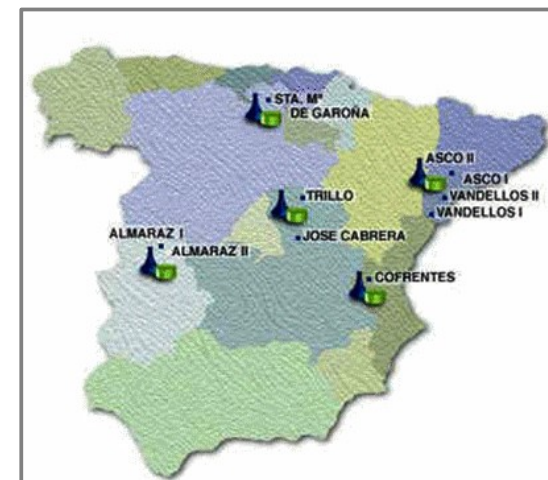 STA. Mª
DE GAROÑA
ASCO II
ASCO I
TRILLO
VANDELLOS II
VANDELLOS I
ALMARAZ I
JOSE CABRERA
ALMARAZ II
COFRENTES